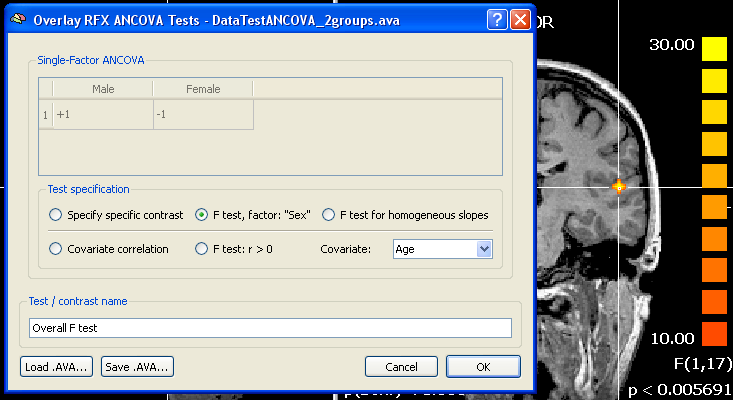 Overlay RFX ANCOVA Tests - DataTestANCOVA_2groups.ava
Single-Factor ANCOVA
Male Female
1 +1 -1
Test specification
Specify specific contrast F test, factor: "Sex" F test for homogeneous slopes
Covariate correlation F test: r > 0 Covariate: Age
Test / contrast name
Overall F test
Load .AVA... Save .AVA... Cancel OK
OR
30.00
10.00
F(1,17)
p < 0.005691